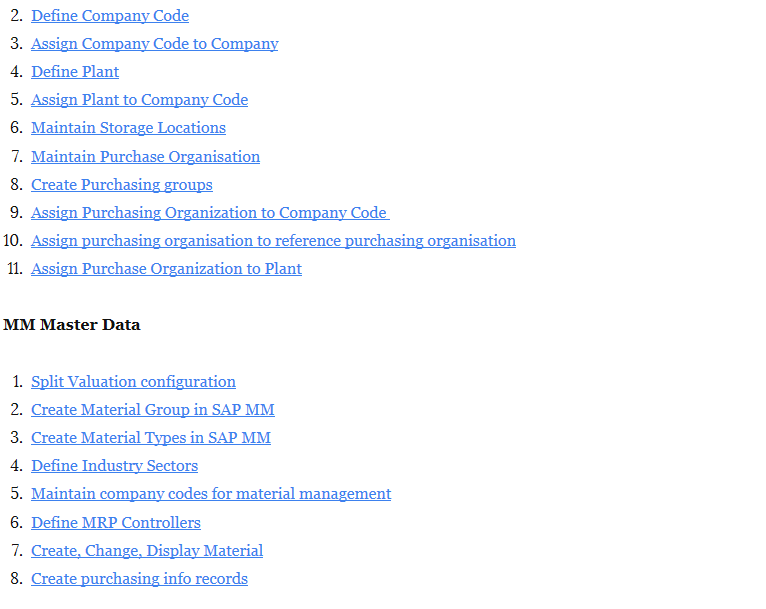 2. Define Company Code
3. Assign Company Code to Company
4. Define Plant
5. Assign Plant to Company Code
6. Maintain Storage Locations
7. Maintain Purchase Organisation
8. Create Purchasing groups
9. Assign Purchasing Organization to Company Code
10. Assign purchasing organisation to reference purchasing organisation
11. Assign Purchase Organization to Plant
MM Master Data
1. Split Valuation configuration
2. Create Material Group in SAP MM
3. Create Material Types in SAP MM
4. Define Industry Sectors
5. Maintain company codes for material management
6. Define MRP Controllers
7. Create, Change, Display Material
8. Create purchasing info records